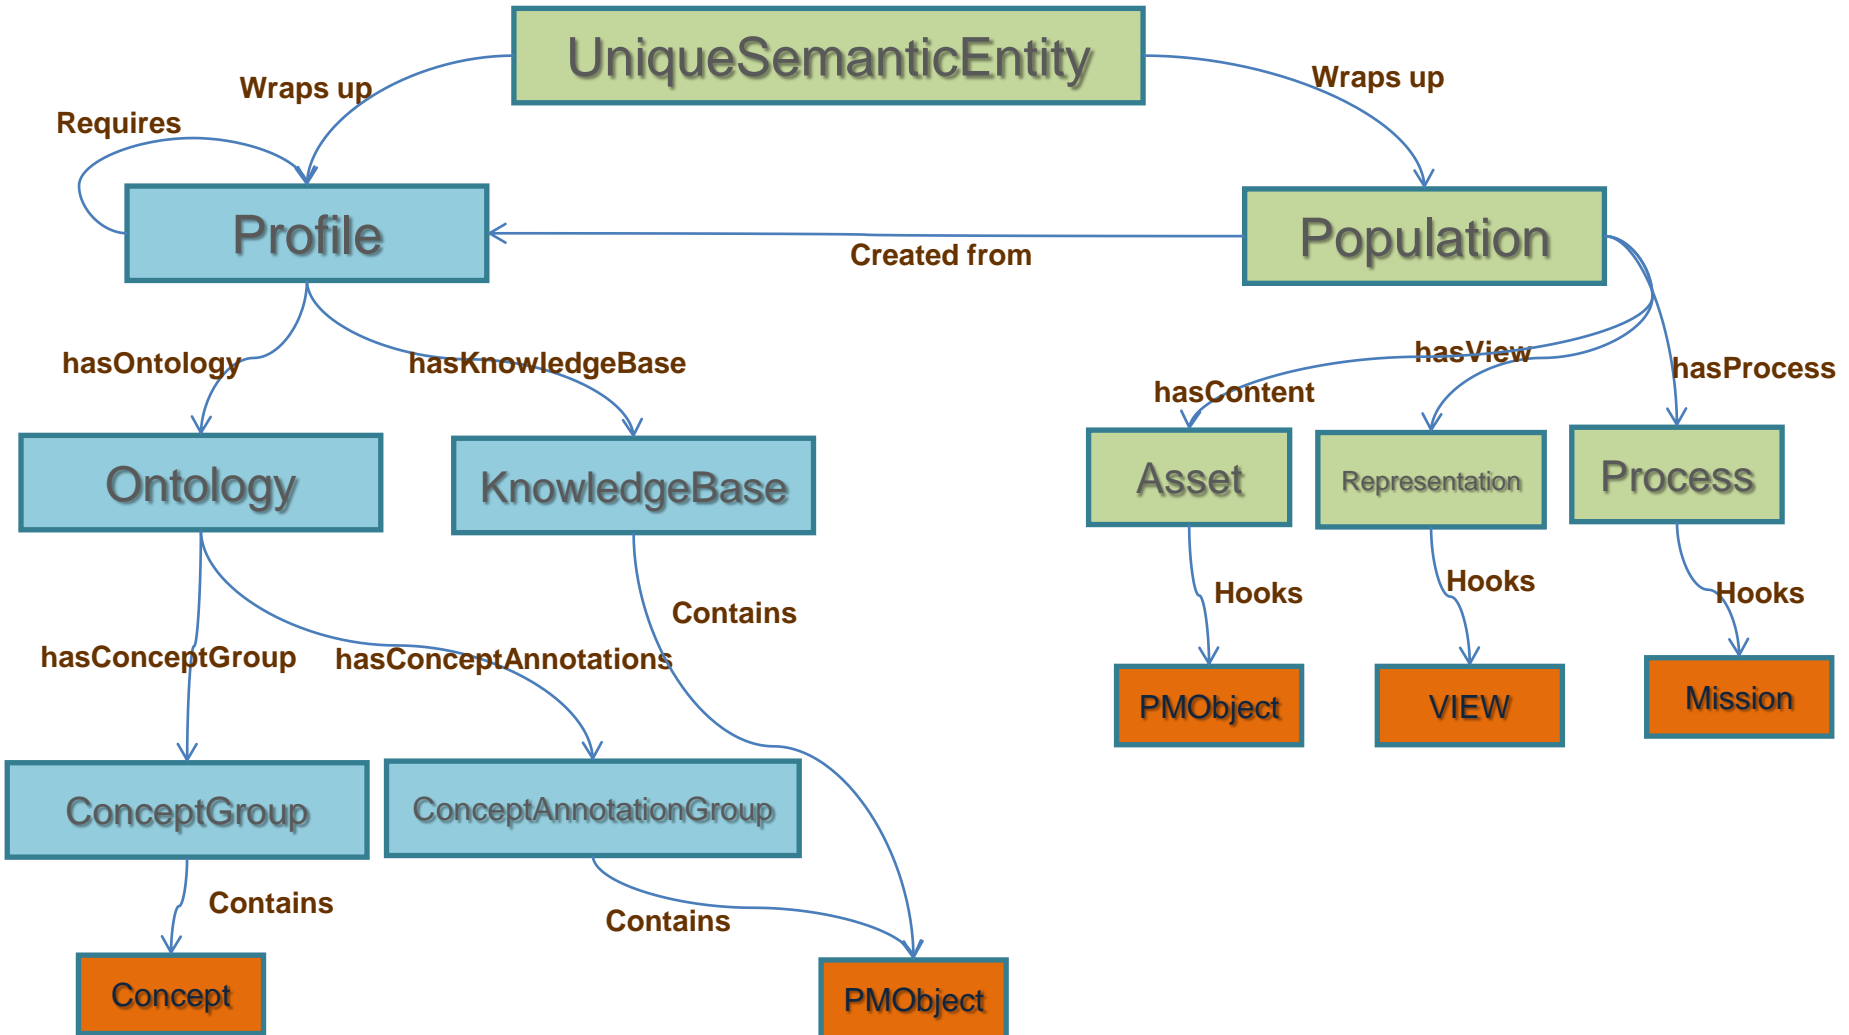 UniqueSemanticEntity
Wraps up
Wraps up
Requires
Profile
Population
Created from
hasOntology
hasKnowledgeBase
hasView
hasProcess
hasContent
Ontology
KnowledgeBase
Asset
Representation
Process
Contains
Hooks
Hooks
Hooks
hasConceptGroup
hasConceptAnnotations
PMObject
VIEW
Mission
ConceptGroup
ConceptAnnotationGroup
Contains
Contains
Concept
PMObject